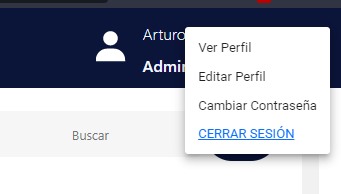 Arturo
Ver Perfil
Editar Perfil
Cambiar Contraseña
CERRAR SESIÓN
Buscar